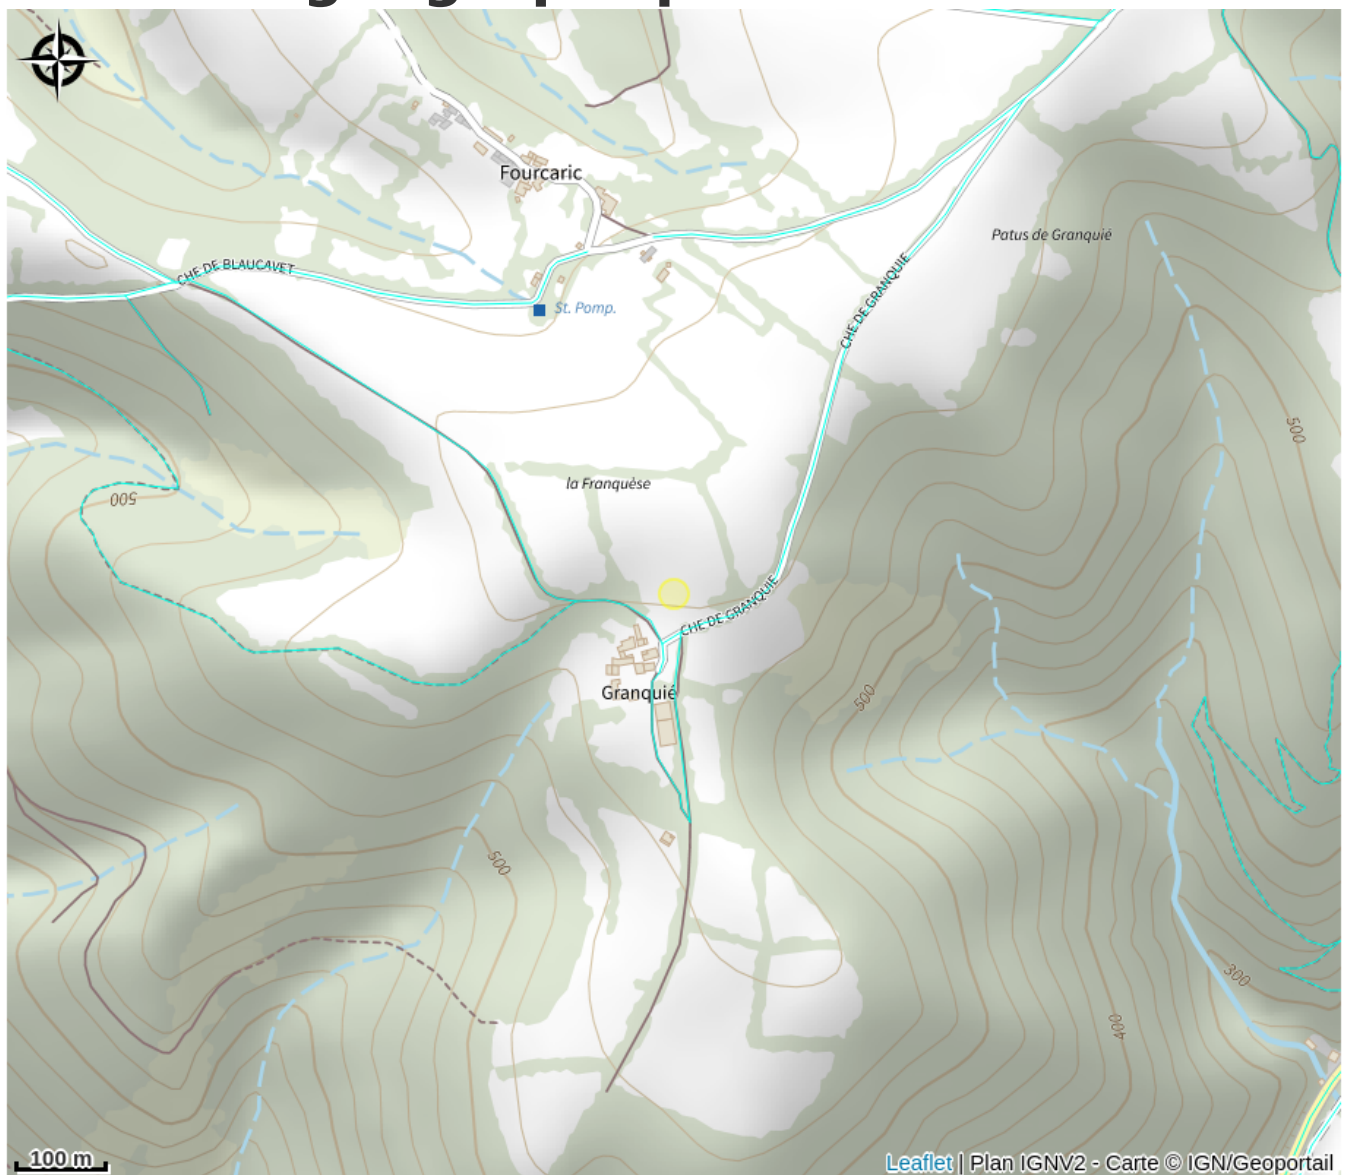 Fourcaric
Patus de Granquié
CHE DE BLAUCAVET
CHE DE GRANQUIE
St. Pomp.
500
la Franquèse
500
CHE DE GRANQUIE
Granquié
500
500
300
400
100 m
Leaflet | Plan IGNV2 - Carte © IGN/Geoportail